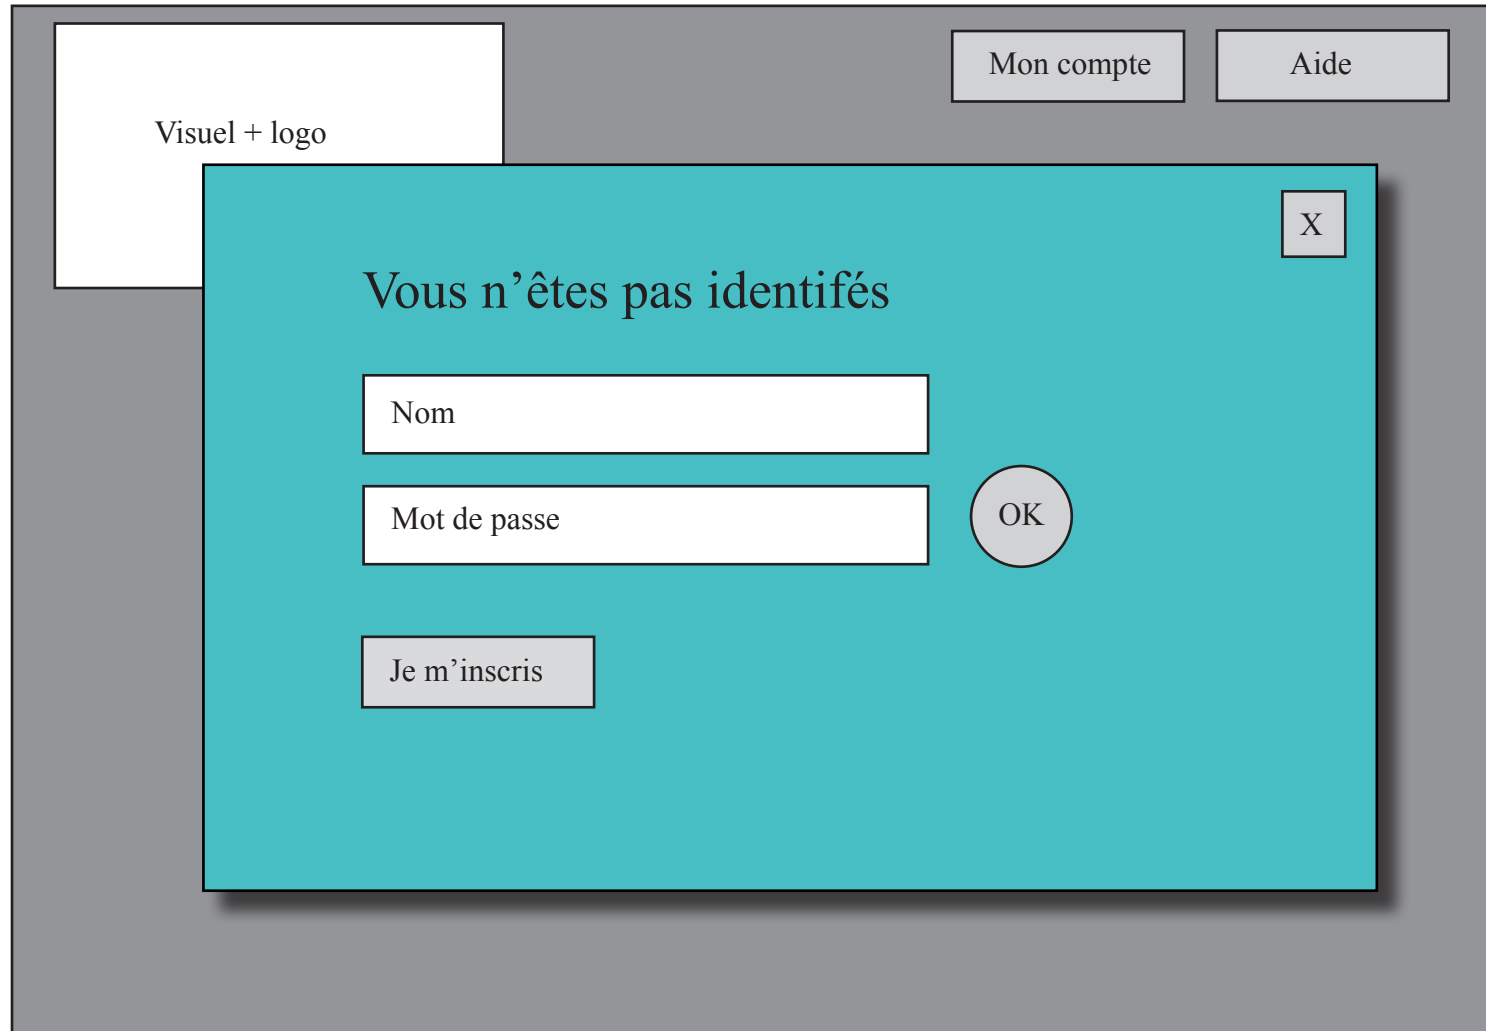 Mon compte
Aide
Visuel + logo
X
Vous n’êtes pas identifés
Nom
Mot de passe
OK
Je m’inscris